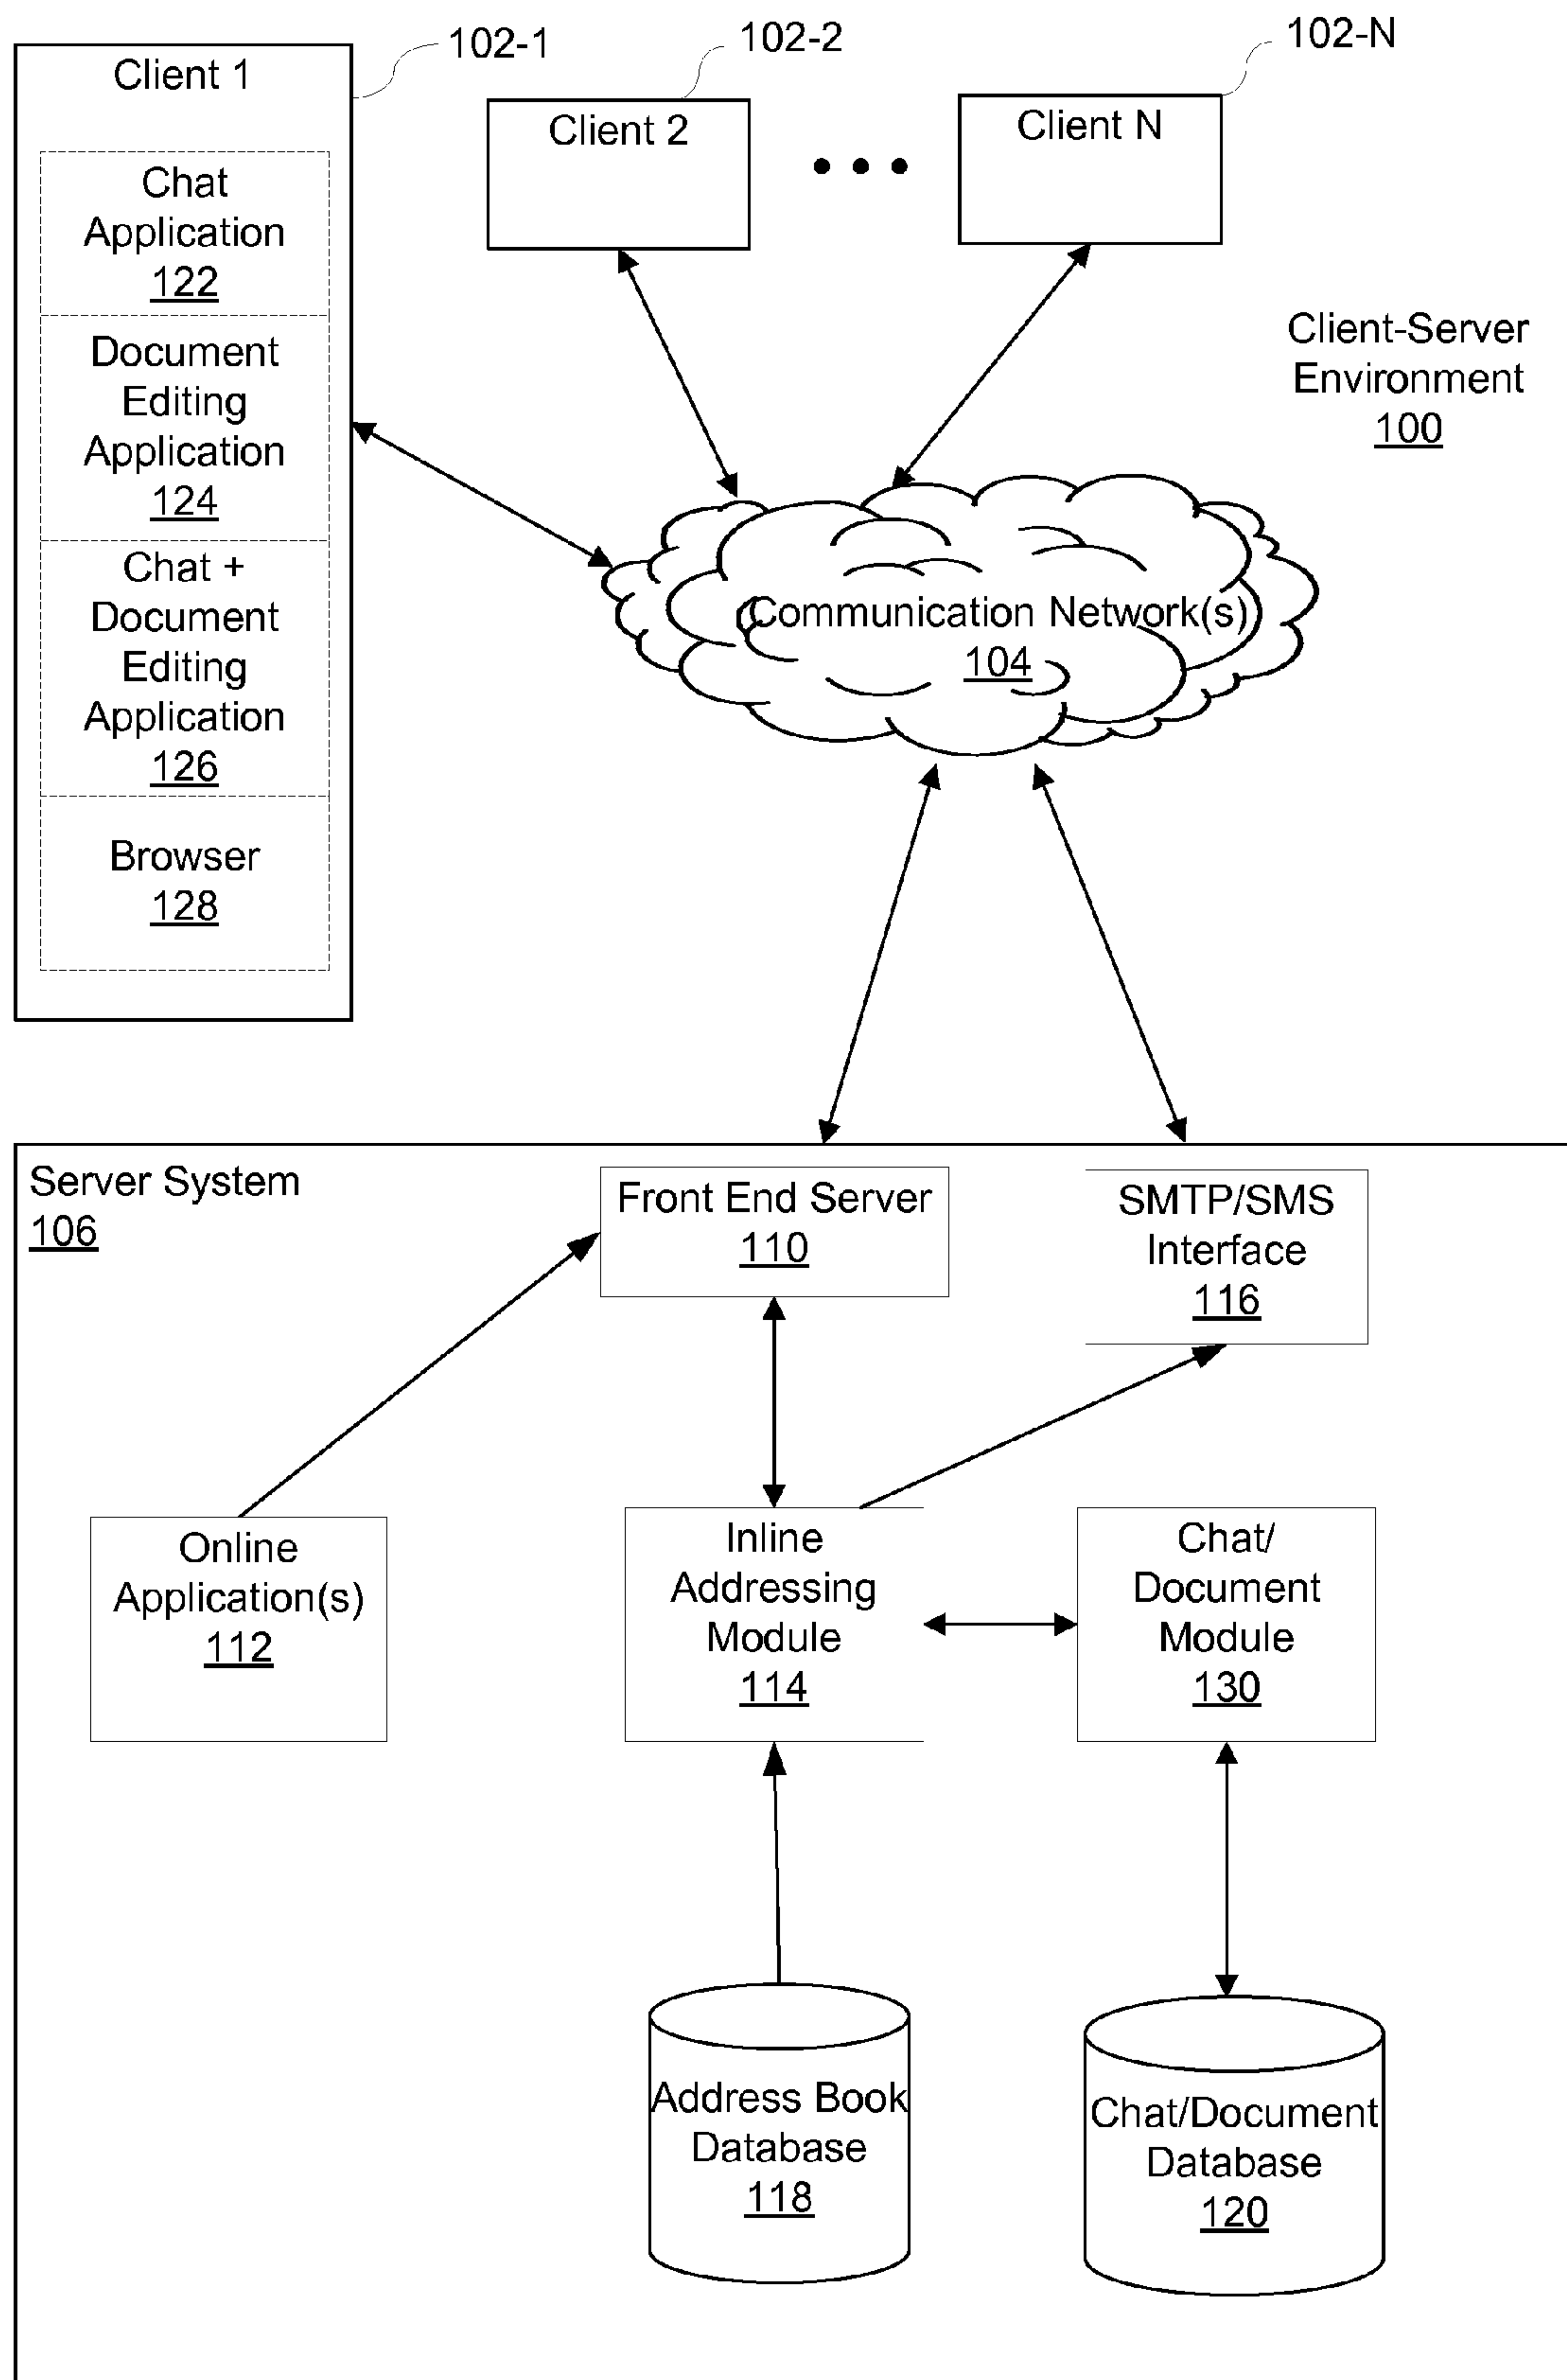 102-1
102-2
102-N
Client 1
Client 2
Client N
Chat
Application
122
Document
Editing
Application
124
Chat +
Document
Editing
Application
126
Browser
128
Client-Server
Environment
100
Communication Network(s)
104
Server System
106
Front End Server
110
SMTP/SMS
Interface
116
Online
Application(s)
112
Inline
Addressing
Module
114
Chat/
Document
Module
130
Address Book
Database
118
Chat/Document
Database
120